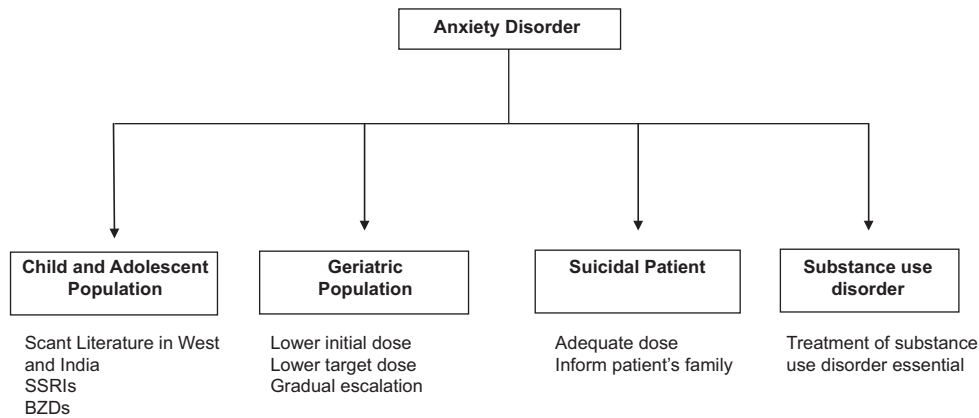 Anxiety Disorder
Child and Adolescent
Population
Scant Literature in West
and India
SSRIs
BZDs
Geriatric
Population
Lower initial dose
Lower target dose
Gradual escalation
Suicidal Patient
Adequate dose
Inform patient's family
Substance use
disorder
Treatment of substance
use disorder essential